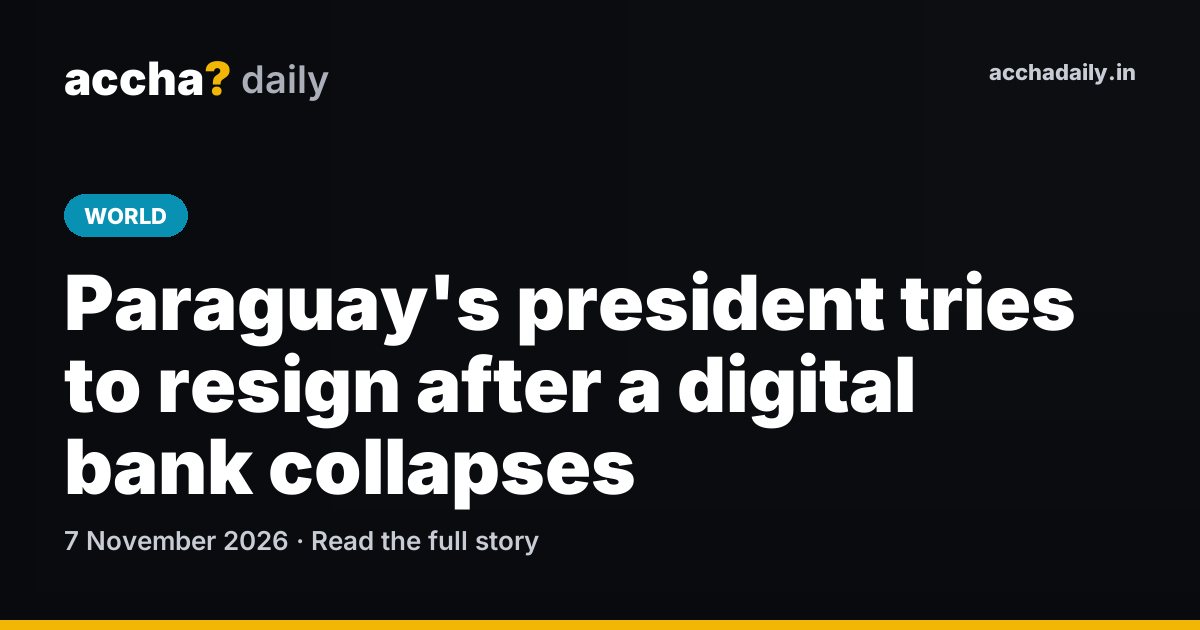 accha? daily
acchadaily.in
WORLD
Paraguay's president tries
to resign after a digital
bank collapses
7 November 2026 · Read the full story